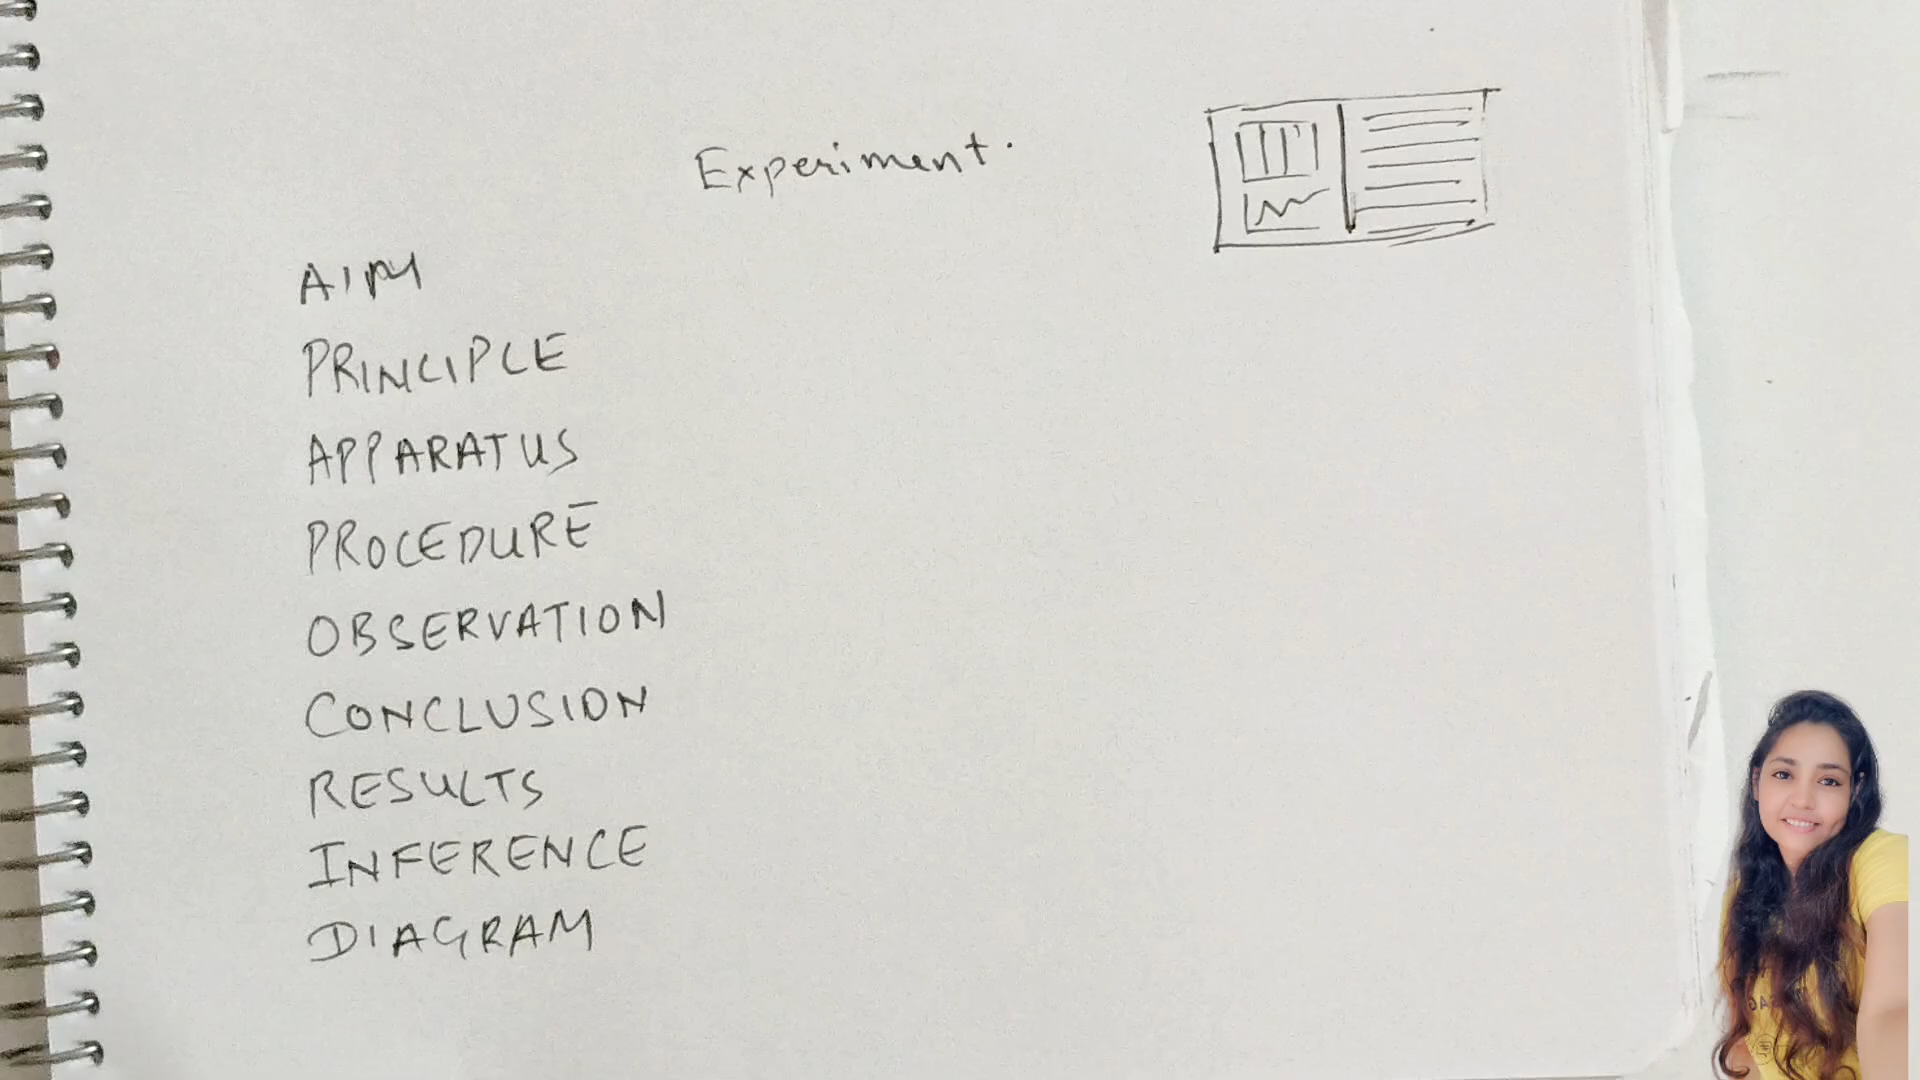 Experiment.
AIM
PRINCIPLE
APPARATUS
PROCEDURE
OBSERVATION
CONCLUSION
RESULTS
INFERENCE
DIAGRAM